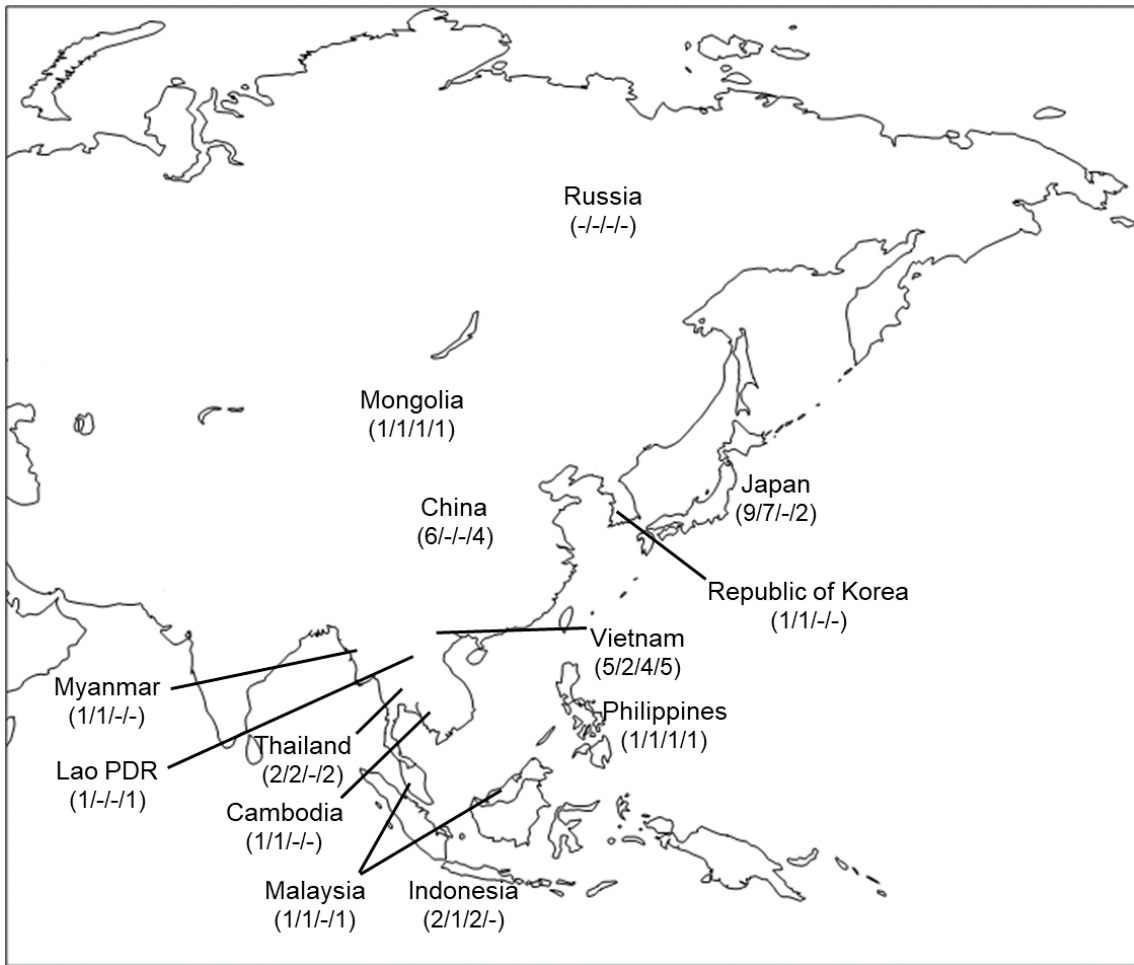 Russia
(-/-/-/-)
Mongolia
(1/1/1/1)
China
(6/-/-/4)
Japan
(9/7/-/2)
Republic of Korea
(1/1/-/-)
Vietnam
(5/2/4/5)
Myanmar
(1/1/-/-)
Philippines
(1/1/1/1)
Thailand
(2/2/-/2)
Lao PDR
(1/-/-/1)
Cambodia
(1/1/-/-)
Malaysia
(1/1/-/1)
Indonesia
(2/1/2/-)